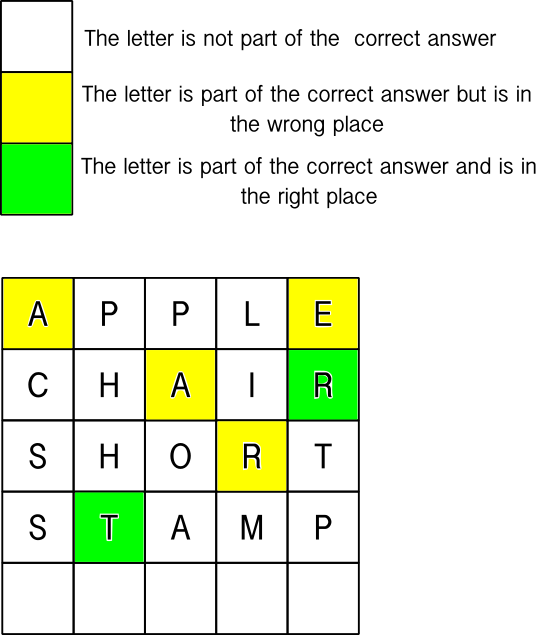 The letter is not part of the correct answer
The letter is part of the correct answer but is in
the wrong place
The letter is part of the correct answer and is in
the right place
A P P L E
C H A I R
S H O R T
S T A M P